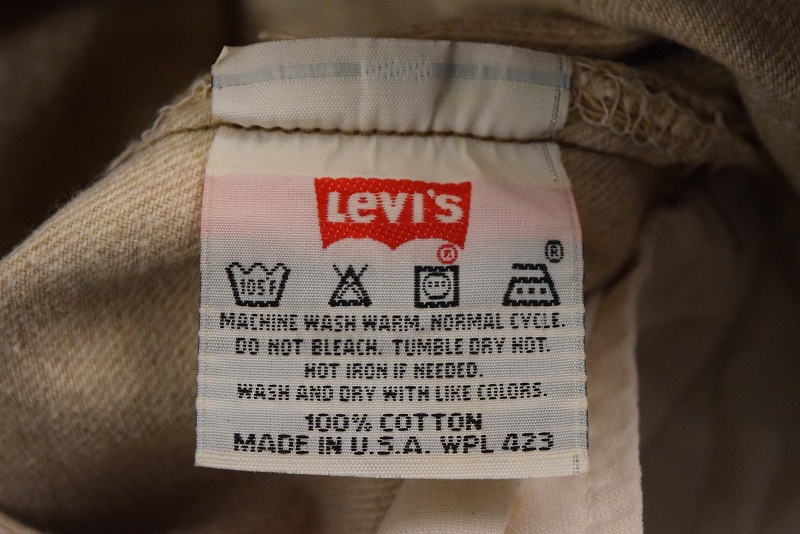 Levi's
®
®
105°F
MACHINE WASH WARM. NORMAL CYCLE.
DO NOT BLEACH. TUMBLE DRY HOT.
HOT IRON IF NEEDED.
WASH AND DRY WITH LIKE COLORS.
100% COTTON
MADE IN U.S.A. WPL 423